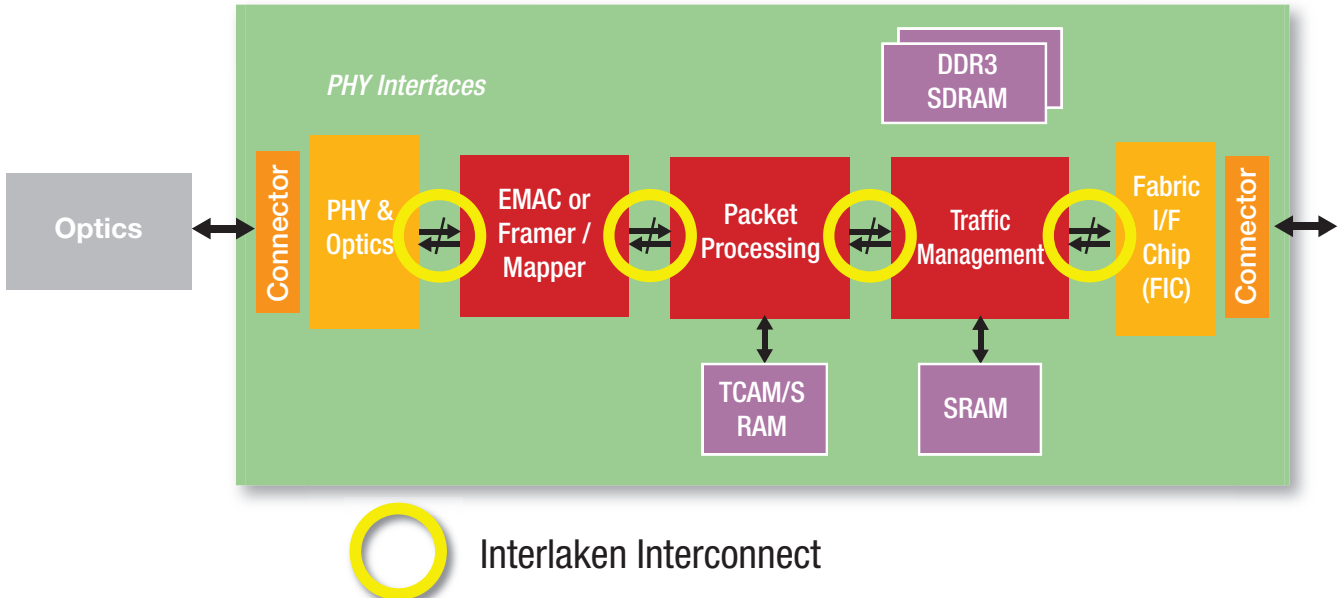 PHY Interfaces
DDR3
SDRAM
Optics
Connector
PHY &
Optics
EMAC or
Framer /
Mapper
Packet
Processing
Traffic
Management
Fabric
I/F
Chip
(FIC)
Connector
TCAM/S
RAM
SRAM
Interlaken Interconnect